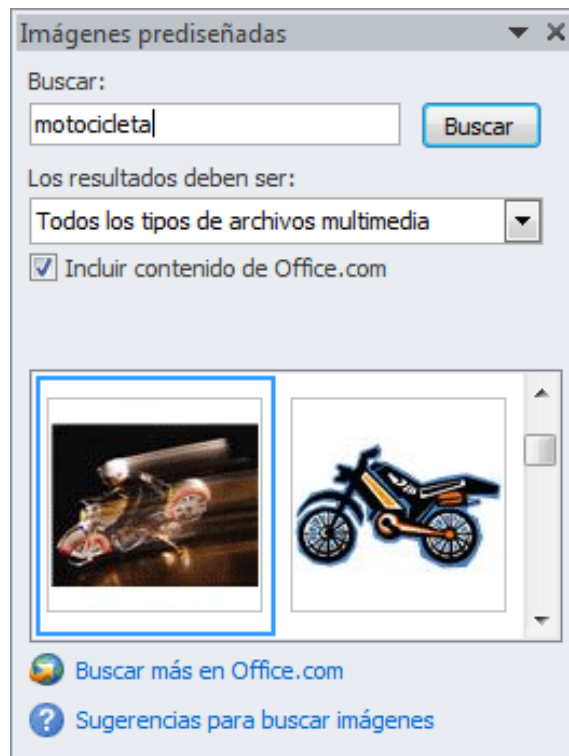 Imágenes prediseñadas
Buscar:
motocicleta
Buscar
Los resultados deben ser:
Todos los tipos de archivos multimedia
Incluir contenido de Office.com
Buscar más en Office.com
Sugerencias para buscar imágenes